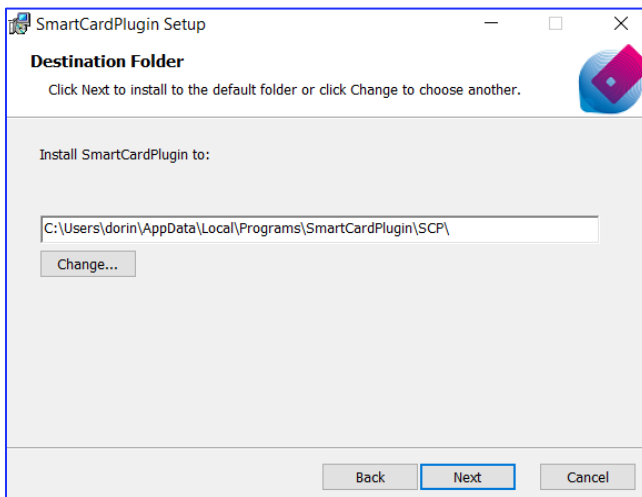 SmartCardPlugin Setup
Destination Folder
Click Next to install to the default folder or click Change to choose another.
Install SmartCardPlugin to:
C:\Users\dorin\AppData\Local\Programs\SmartCardPlugin\SCP\
Change...
Back Next Cancel